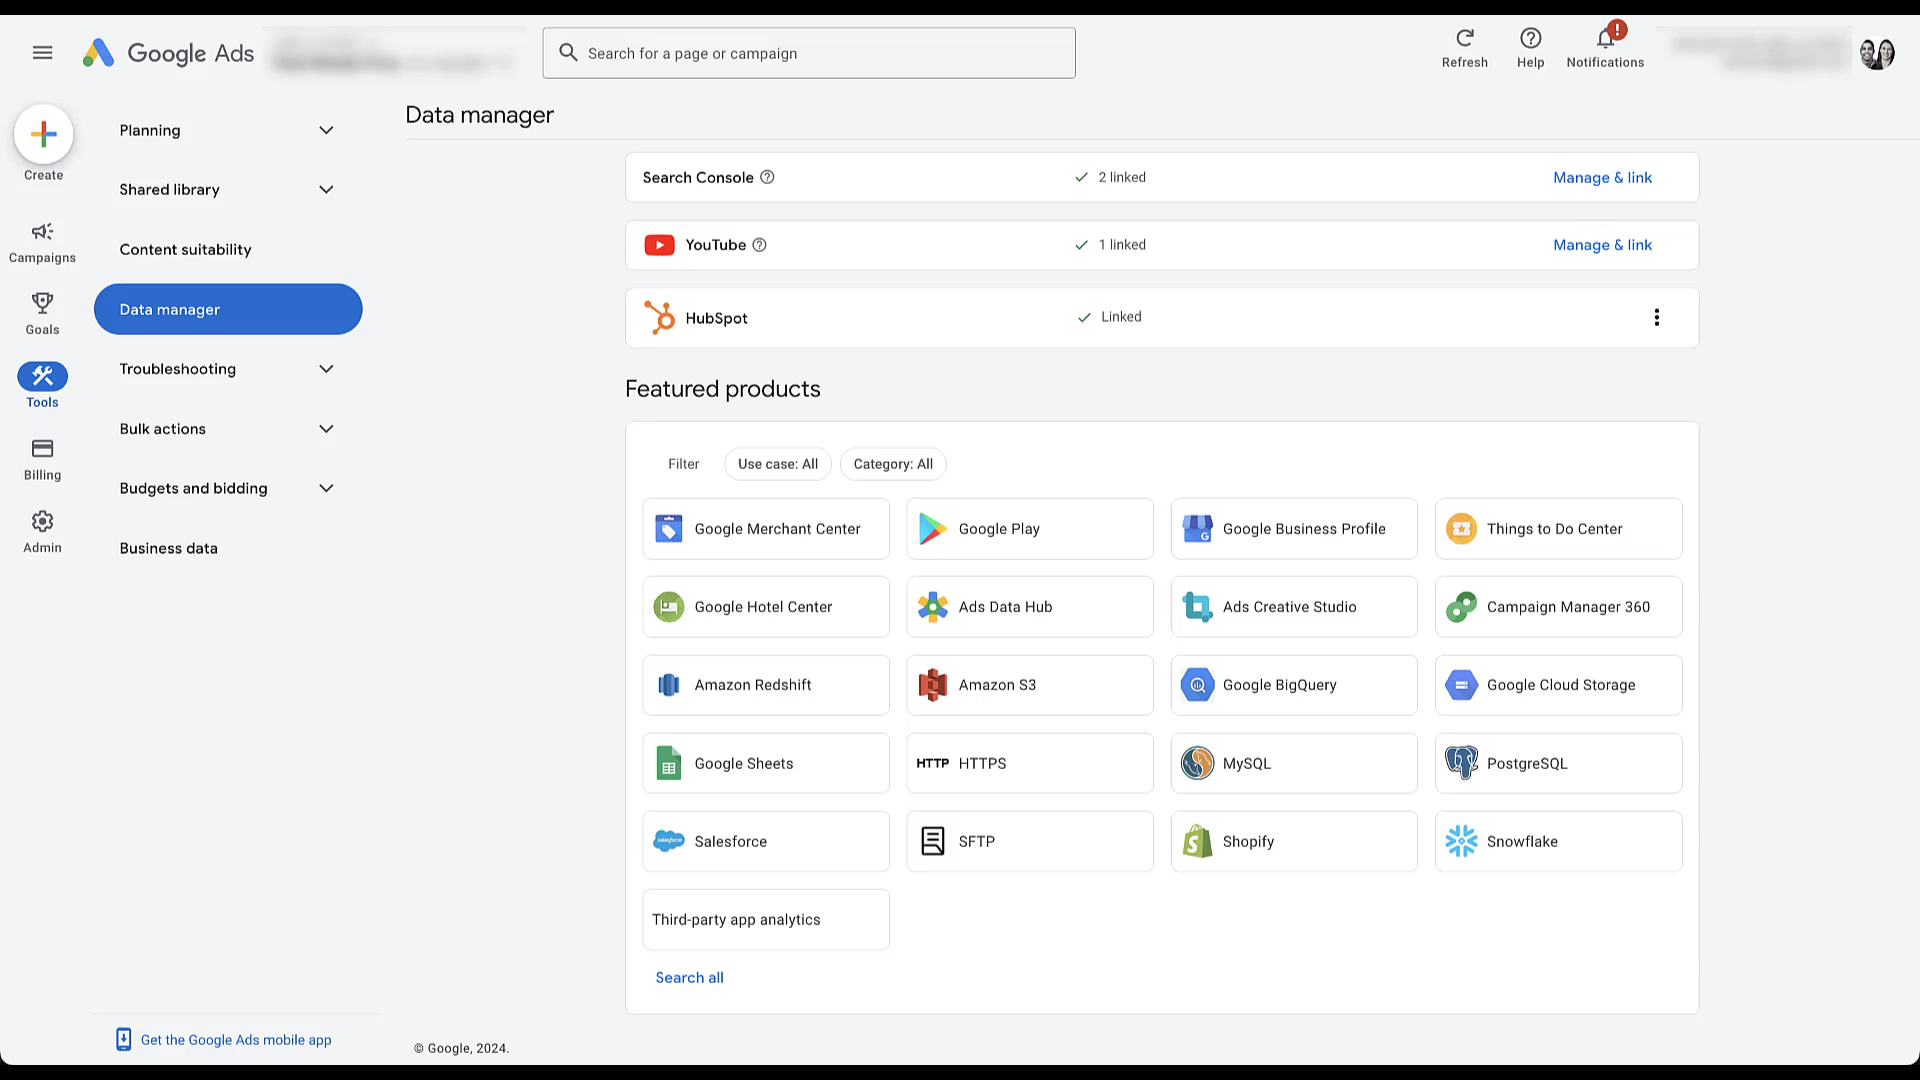 Google Ads
Search for a page or campaign
Refresh
Help
!
Notifications
Create
Campaigns
Goals
Tools
Billing
Admin
Planning
Shared library
Content suitability
Data manager
Troubleshooting
Bulk actions
Budgets and bidding
Business data
Get the Google Ads mobile app
Data manager
Search Console 2 linked Manage & link
YouTube 1 linked Manage & link
HubSpot Linked
Featured products
Filter Use case: All Category: All
Google Merchant Center
Google Play
Google Business Profile
Things to Do Center
Google Hotel Center
Ads Data Hub
Ads Creative Studio
Campaign Manager 360
Amazon Redshift
Amazon S3
Google BigQuery
Google Cloud Storage
Google Sheets
HTTP HTTPS
MySQL
PostgreSQL
salesforce Salesforce
SFTP
Shopify
Snowflake
Third-party app analytics
Search all
© Google, 2024.